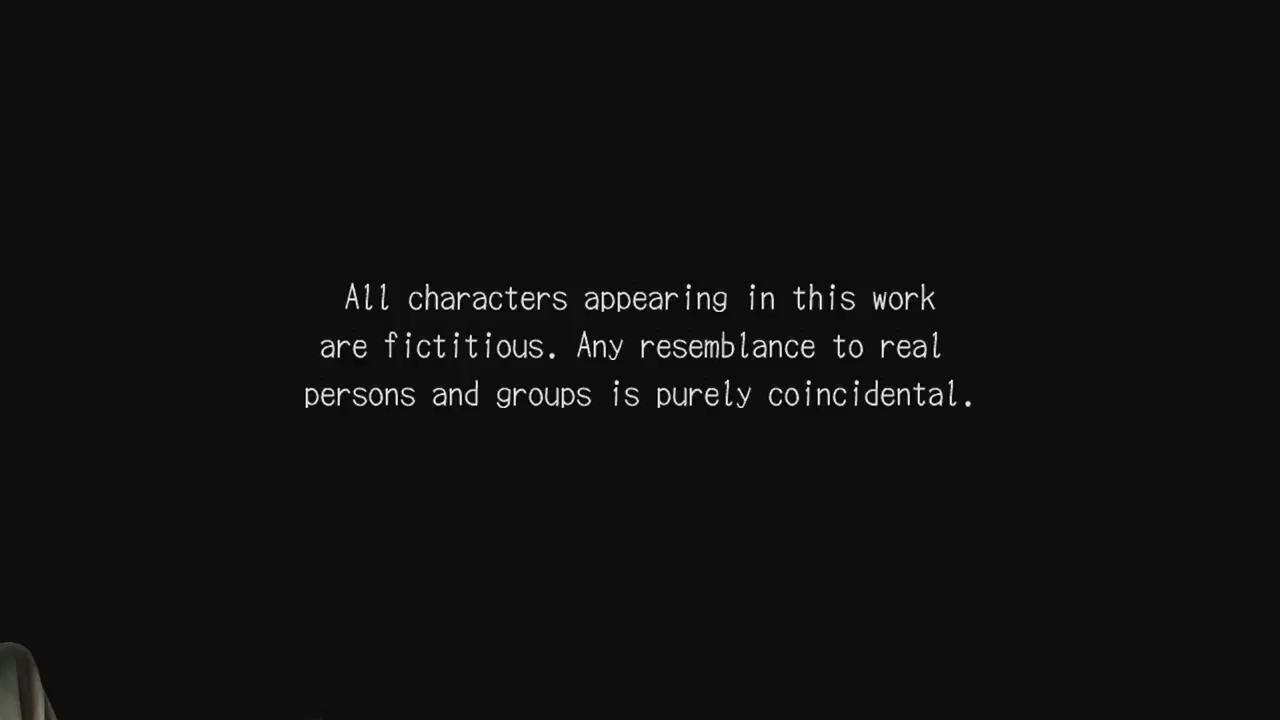 All characters appearing in this work
are fictitious. Any resemblance to real
persons and groups is purely coincidental.